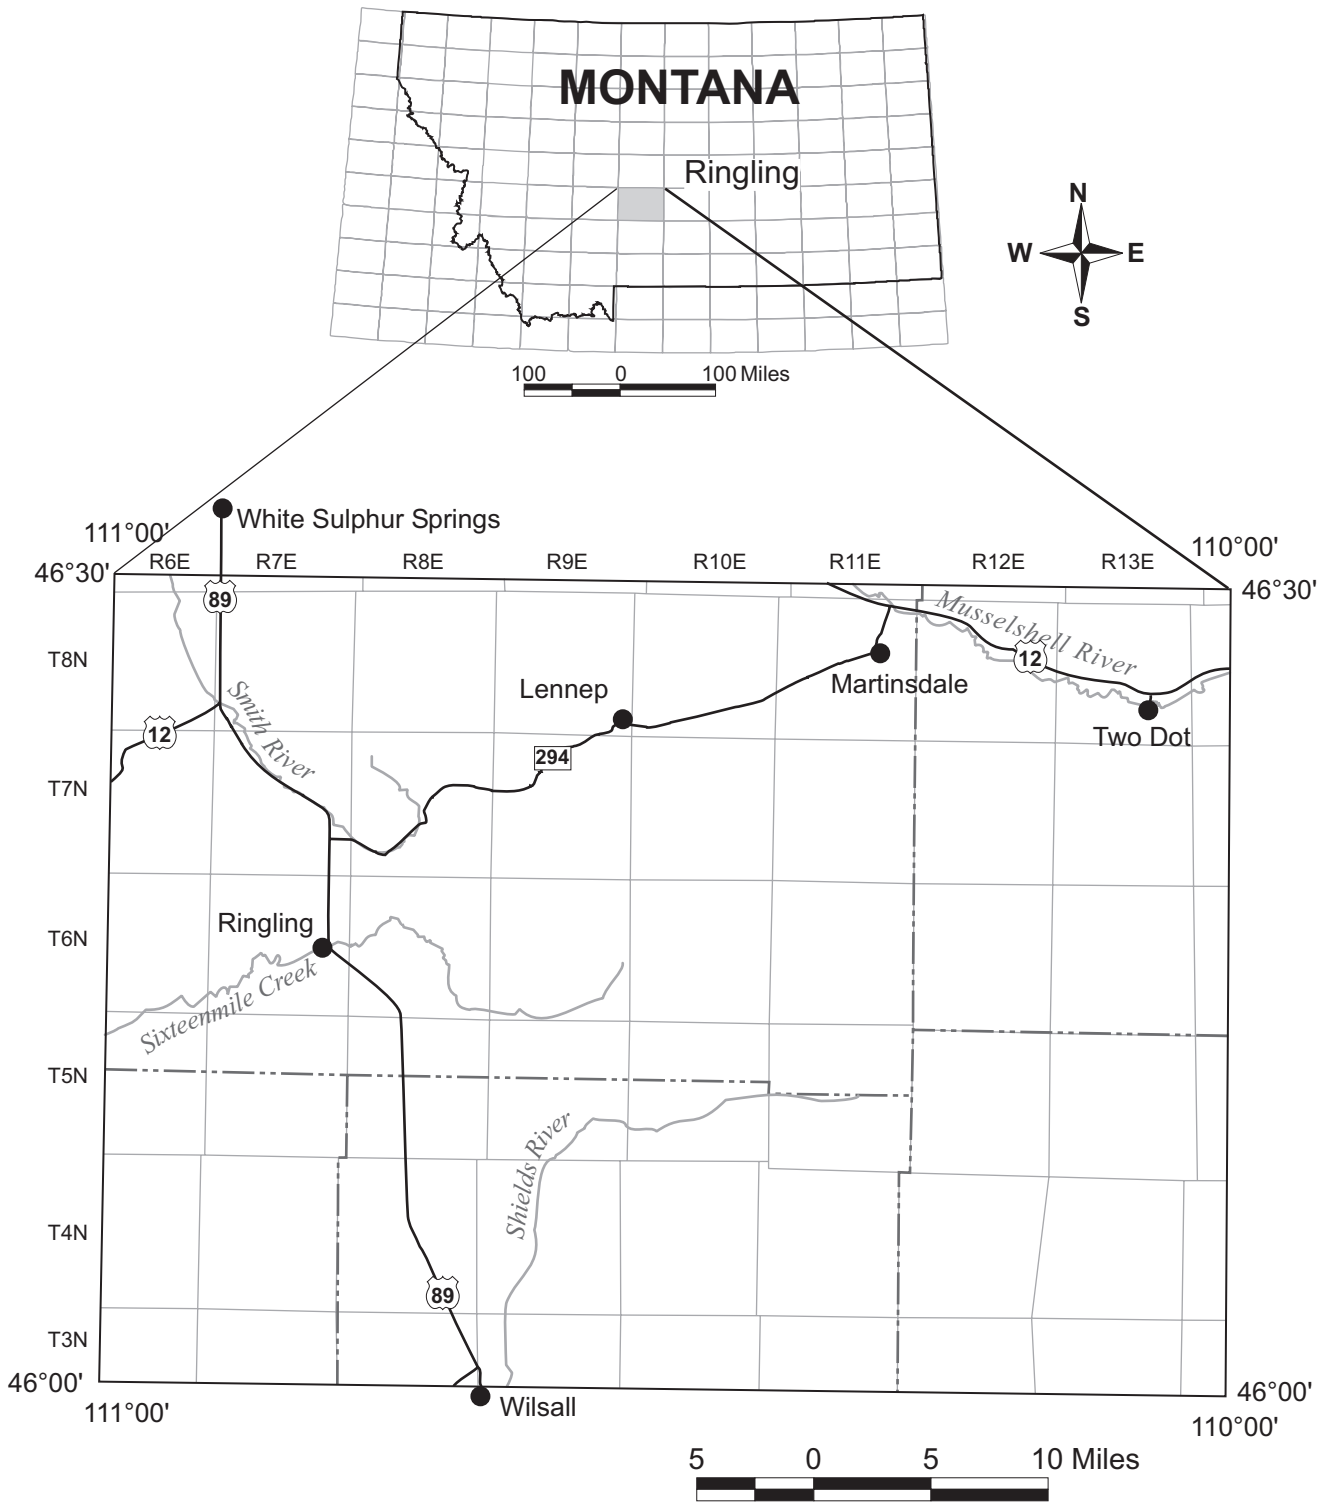 MONTANA
Ringling
N
W E
S
100 0 100 Miles
White Sulphur Springs
111°00'
110°00'
46°30'
R6E R7E R8E R9E R10E R11E R12E R13E
46°30'
89
Musselshell River
T8N
12
Martinsdale
Lennep
Smith River
12
Two Dot
294
T7N
Ringling
T6N
Sixteenmile Creek
T5N
Shields River
T4N
89
T3N
46°00'
46°00'
Wilsall
111°00'
110°00'
5 0 5 10 Miles